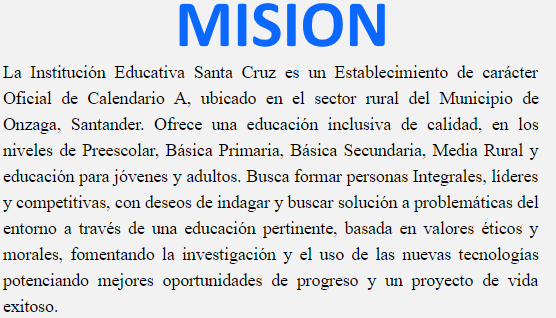 MISION
La Institución Educativa Santa Cruz es un Establecimiento de carácter
Oficial de Calendario A, ubicado en el sector rural del Municipio de
Onzaga, Santander. Ofrece una educación inclusiva de calidad, en los
niveles de Preescolar, Básica Primaria, Básica Secundaria, Media Rural y
educación para jóvenes y adultos. Busca formar personas Integrales, líderes
y competitivas, con deseos de indagar y buscar solución a problemáticas del
entorno a través de una educación pertinente, basada en valores éticos y
morales, fomentando la investigación y el uso de las nuevas tecnologías
potenciando mejores oportunidades de progreso y un proyecto de vida
exitoso.